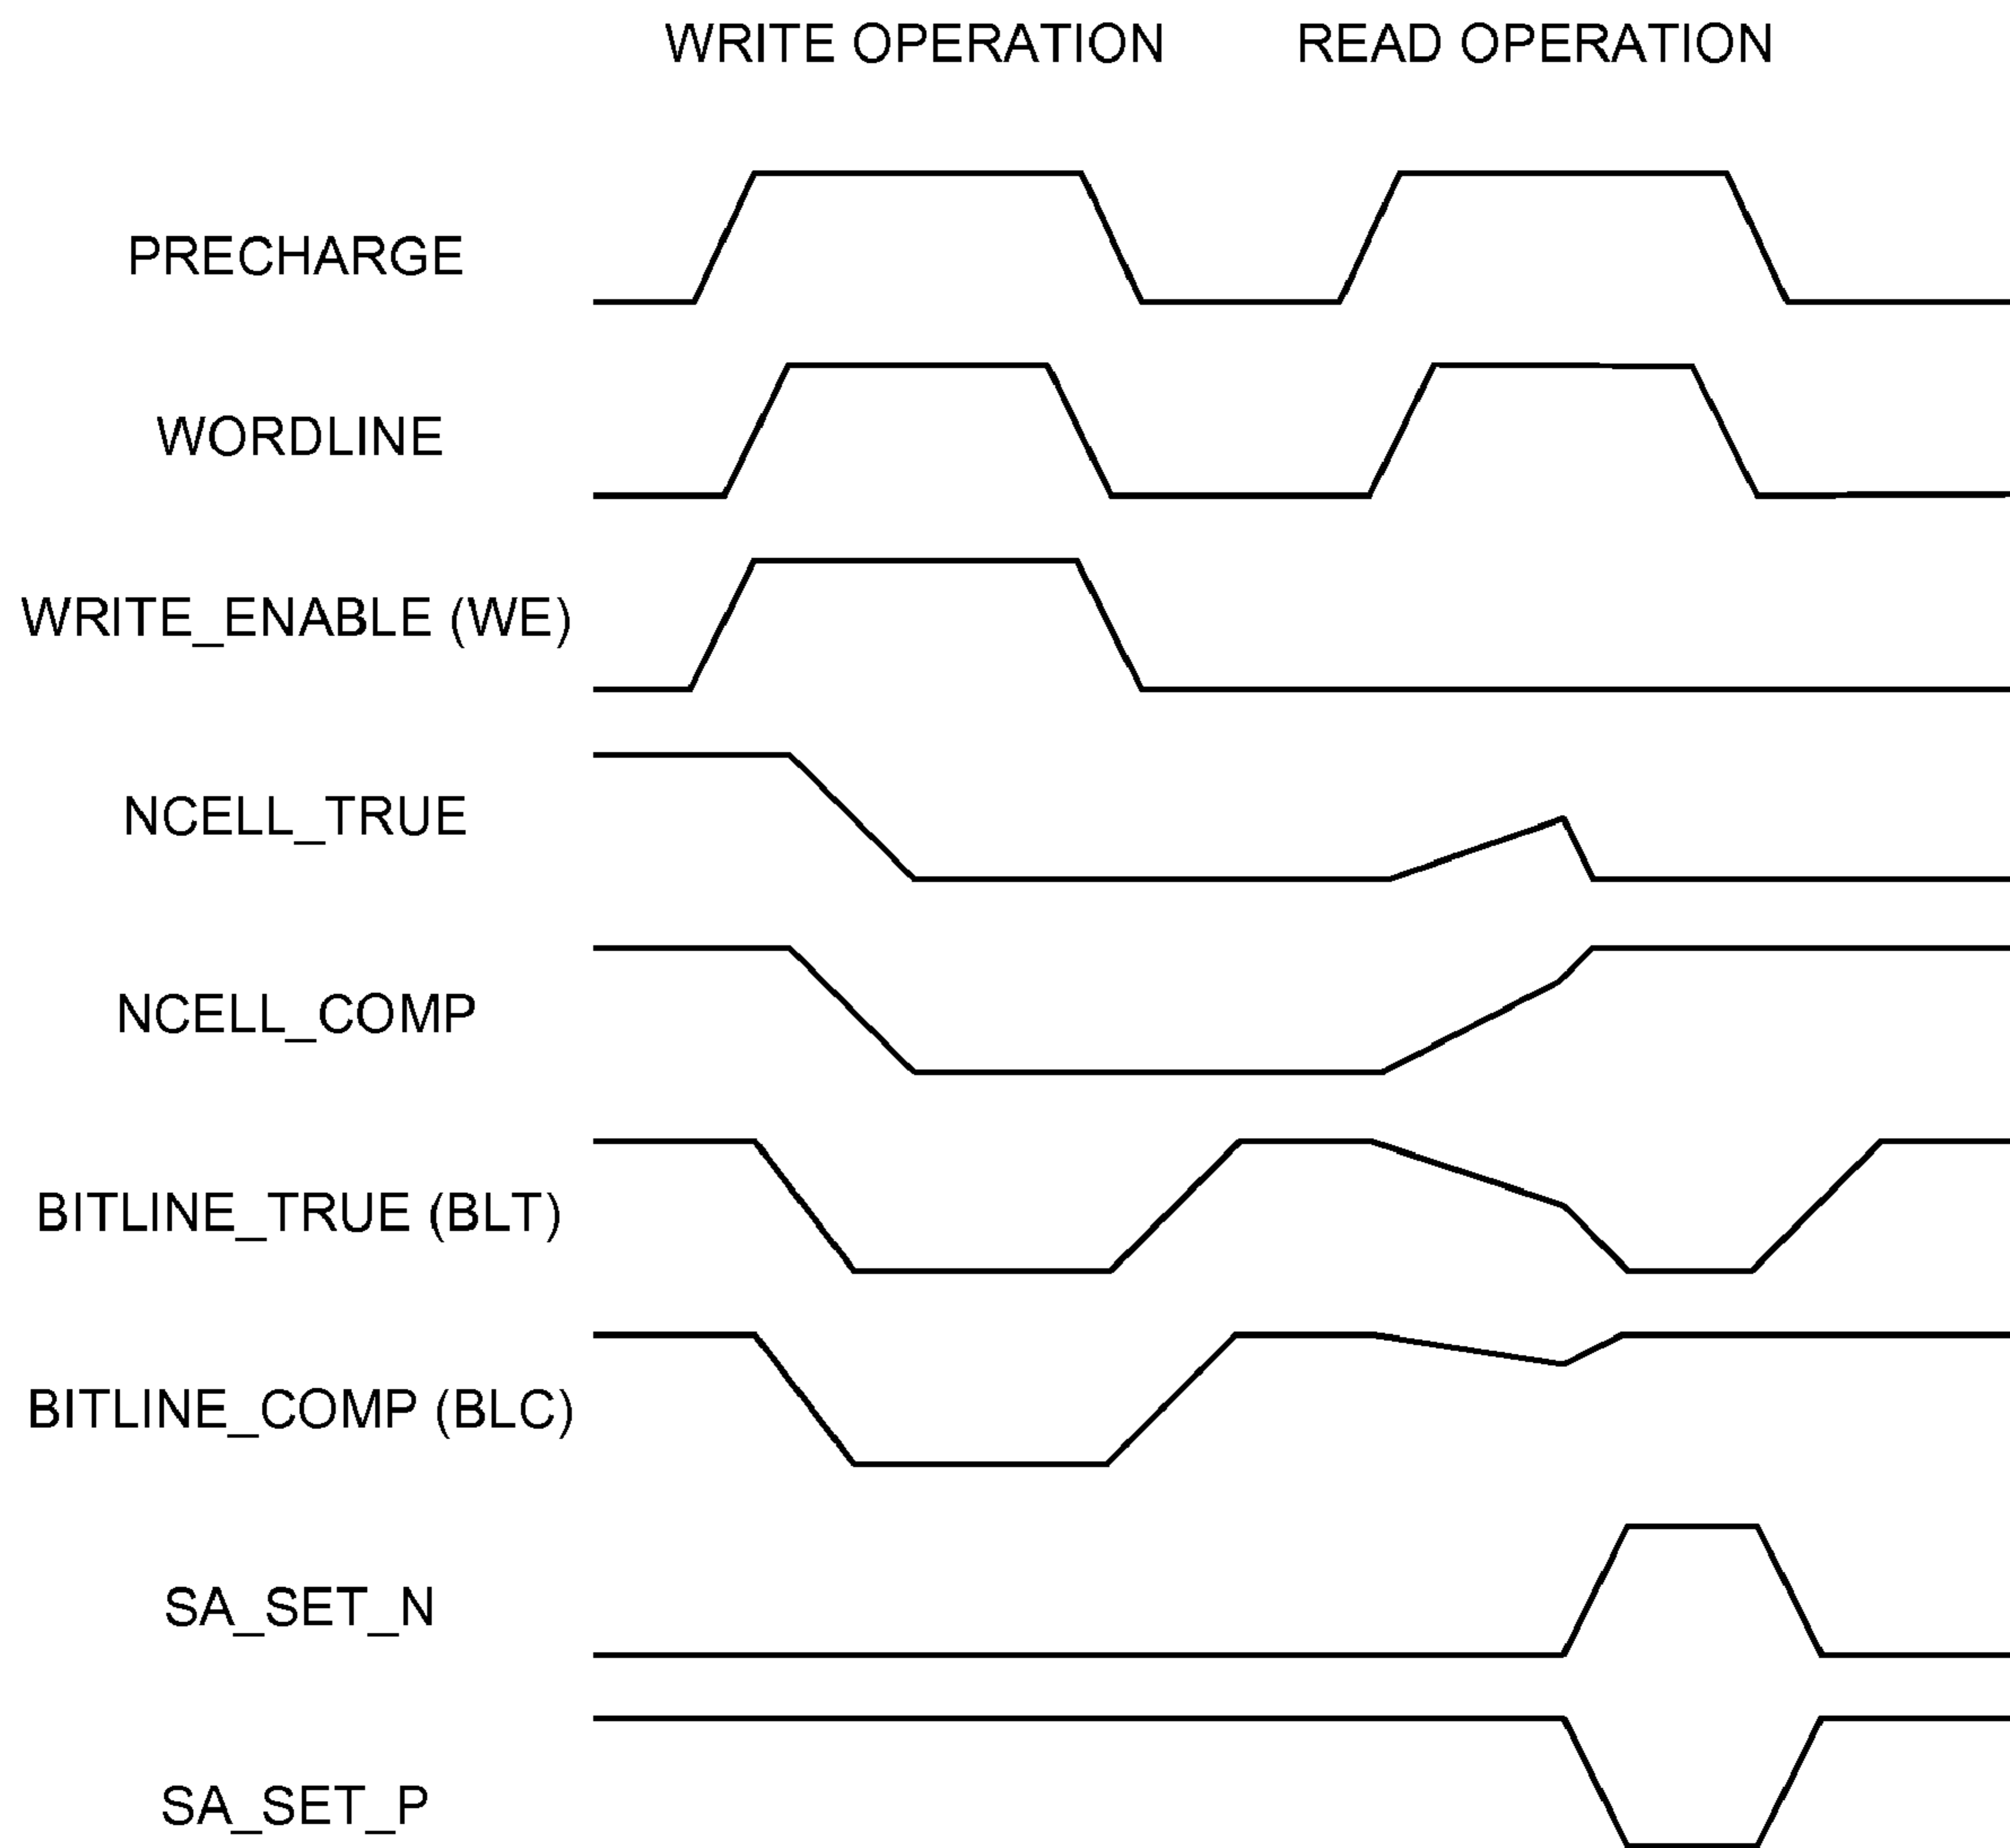 WRITE OPERATION READ OPERATION
PRECHARGE
WORDLINE
WRITE_ENABLE (WE)
NCELL_TRUE
NCELL_COMP
BITLINE_TRUE (BLT)
BITLINE_COMP (BLC)
SA_SET_N
SA_SET_P